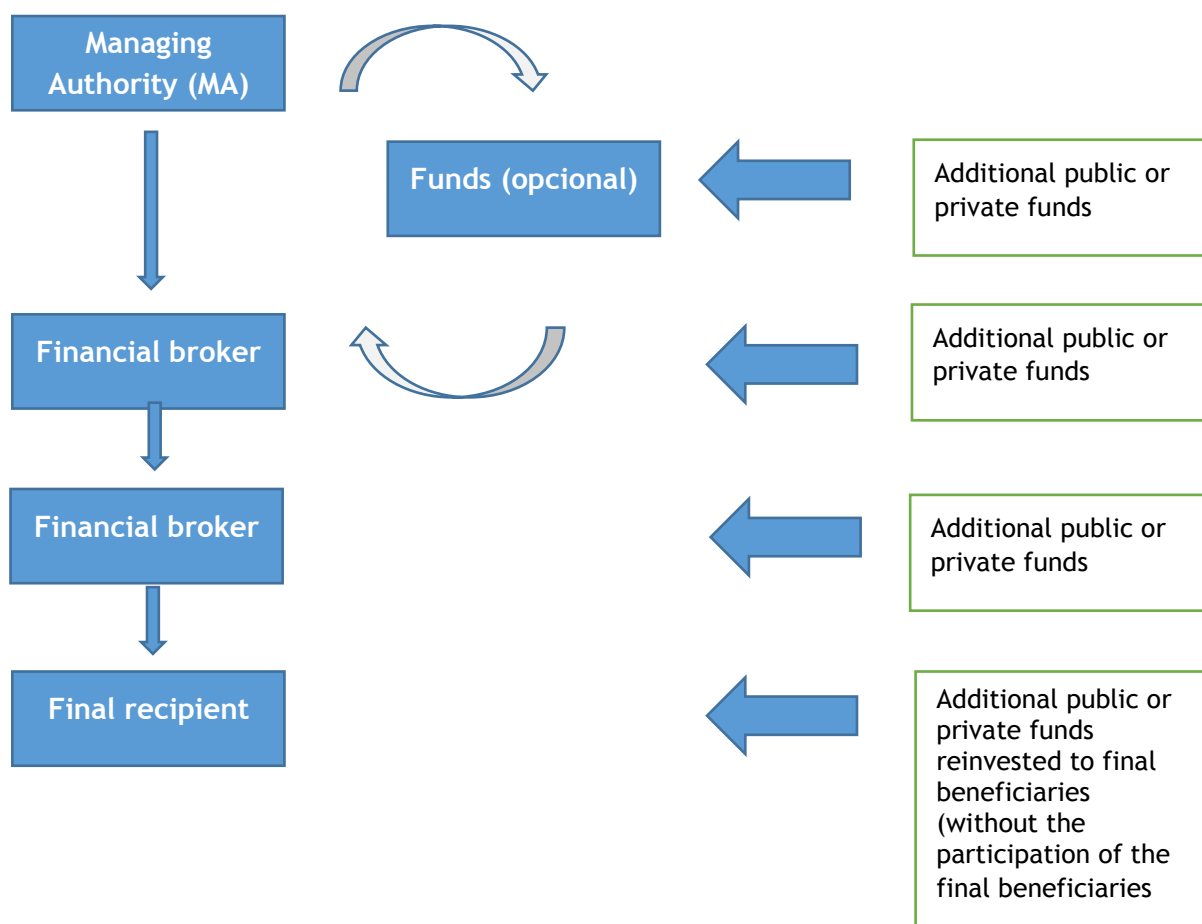 Managing
Authority (MA)
Funds (opcional)
Additional public or
private funds
Financial broker
Additional public or
private funds
Financial broker
Additional public or
private funds
Final recipient
Additional public or
private funds
reinvested to final
beneficiaries
(without the
participation of the
final beneficiaries